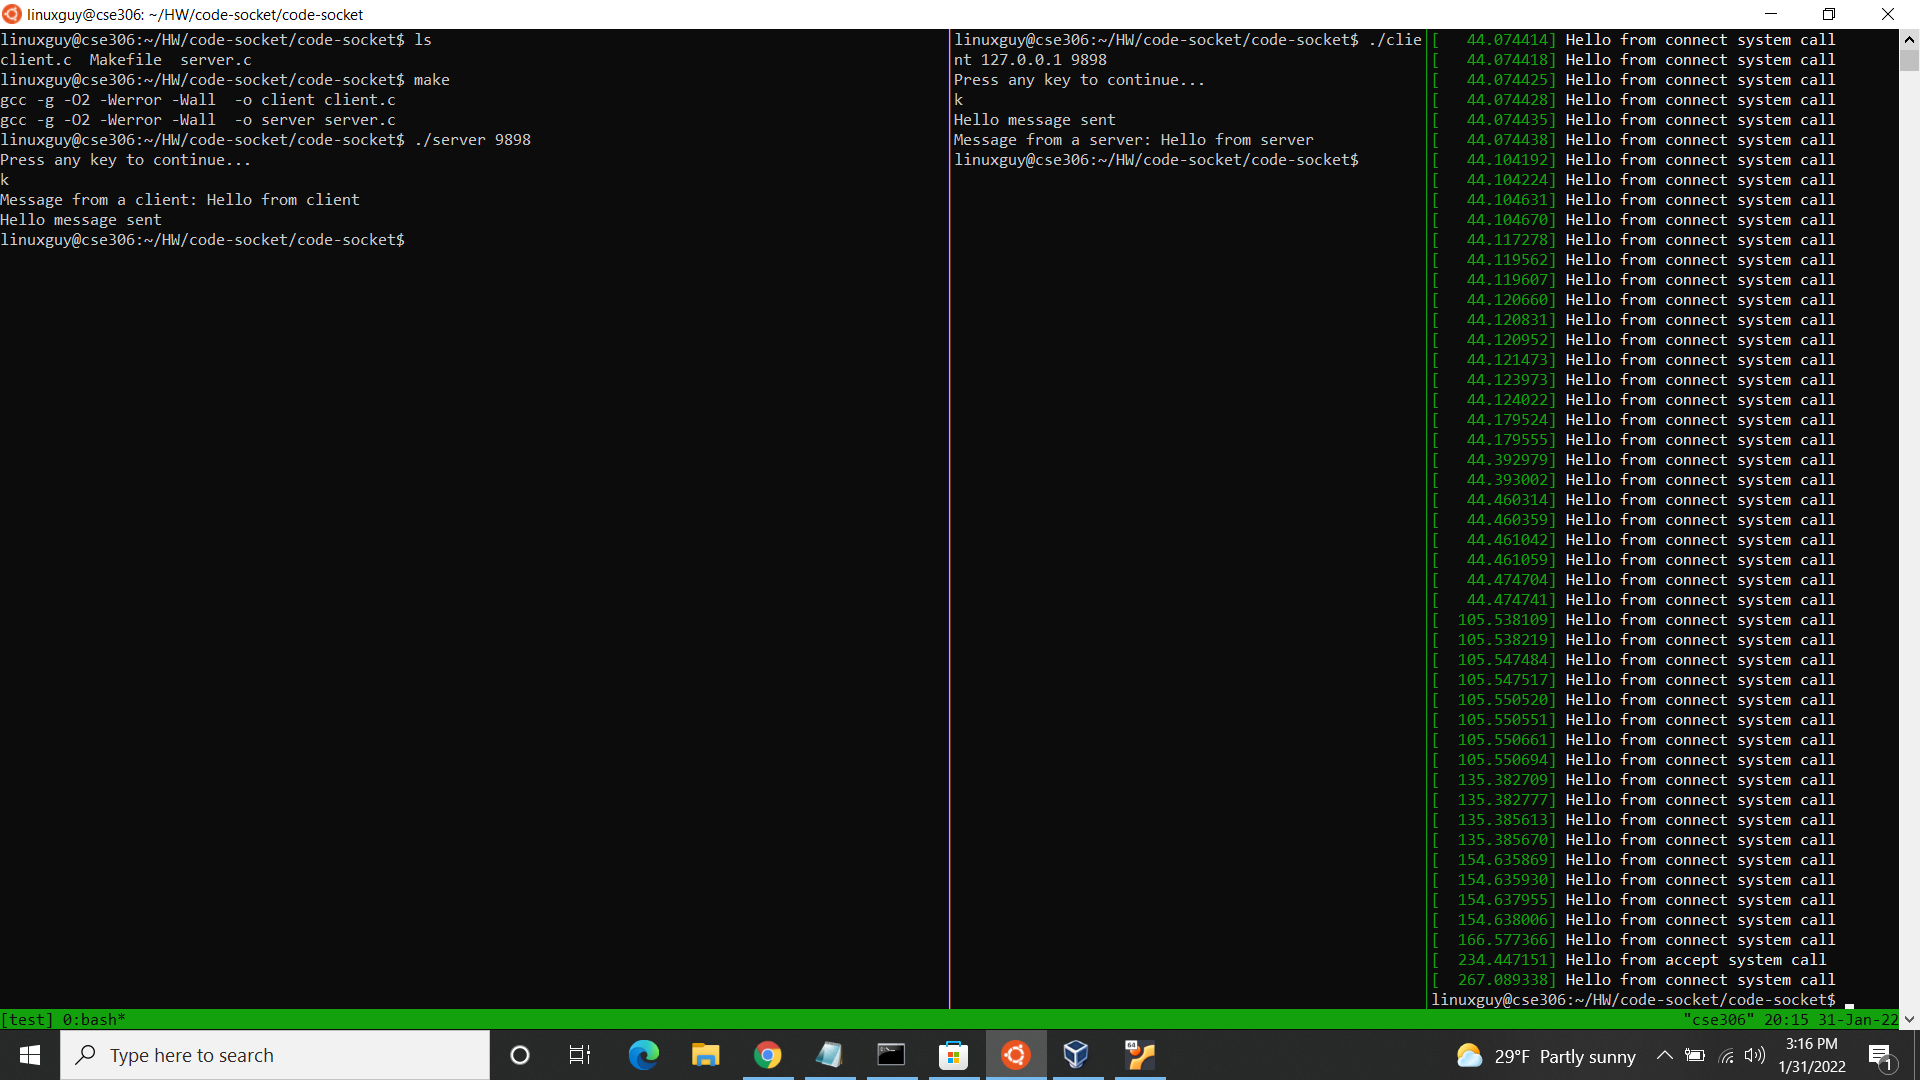 linuxguy@cse306: ~/HW/code-socket/code-socket
linuxguy@cse306:~/HW/code-socket/code-socket$ ls
client.c  Makefile  server.c
linuxguy@cse306:~/HW/code-socket/code-socket$ make
gcc -g -O2 -Werror -Wall  -o client client.c
gcc -g -O2 -Werror -Wall  -o server server.c
linuxguy@cse306:~/HW/code-socket/code-socket$ ./server 9898
Press any key to continue...
k
Message from a client: Hello from client
Hello message sent
linuxguy@cse306:~/HW/code-socket/code-socket$
linuxguy@cse306:~/HW/code-socket/code-socket$ ./clie
nt 127.0.0.1 9898
Press any key to continue...
k
Hello message sent
Message from a server: Hello from server
linuxguy@cse306:~/HW/code-socket/code-socket$
[   44.074414] Hello from connect system call
[   44.074418] Hello from connect system call
[   44.074425] Hello from connect system call
[   44.074428] Hello from connect system call
[   44.074435] Hello from connect system call
[   44.074438] Hello from connect system call
[   44.104192] Hello from connect system call
[   44.104224] Hello from connect system call
[   44.104631] Hello from connect system call
[   44.104670] Hello from connect system call
[   44.117278] Hello from connect system call
[   44.119562] Hello from connect system call
[   44.119607] Hello from connect system call
[   44.120660] Hello from connect system call
[   44.120831] Hello from connect system call
[   44.120952] Hello from connect system call
[   44.121473] Hello from connect system call
[   44.123973] Hello from connect system call
[   44.124022] Hello from connect system call
[   44.179524] Hello from connect system call
[   44.179555] Hello from connect system call
[   44.392979] Hello from connect system call
[   44.393002] Hello from connect system call
[   44.460314] Hello from connect system call
[   44.460359] Hello from connect system call
[   44.461042] Hello from connect system call
[   44.461059] Hello from connect system call
[   44.474704] Hello from connect system call
[   44.474741] Hello from connect system call
[  105.538109] Hello from connect system call
[  105.538219] Hello from connect system call
[  105.547484] Hello from connect system call
[  105.547517] Hello from connect system call
[  105.550520] Hello from connect system call
[  105.550551] Hello from connect system call
[  105.550661] Hello from connect system call
[  105.550694] Hello from connect system call
[  135.382709] Hello from connect system call
[  135.382777] Hello from connect system call
[  135.385613] Hello from connect system call
[  135.385670] Hello from connect system call
[  154.635869] Hello from connect system call
[  154.635930] Hello from connect system call
[  154.637955] Hello from connect system call
[  154.638006] Hello from connect system call
[  166.577366] Hello from connect system call
[  234.447151] Hello from accept system call
[  267.089338] Hello from connect system call
linuxguy@cse306:~/HW/code-socket/code-socket$
[test] 0:bash*
"cse306" 20:15 31-Jan-22
Type here to search
64
29°F Partly sunny
3:16 PM
1/31/2022
1